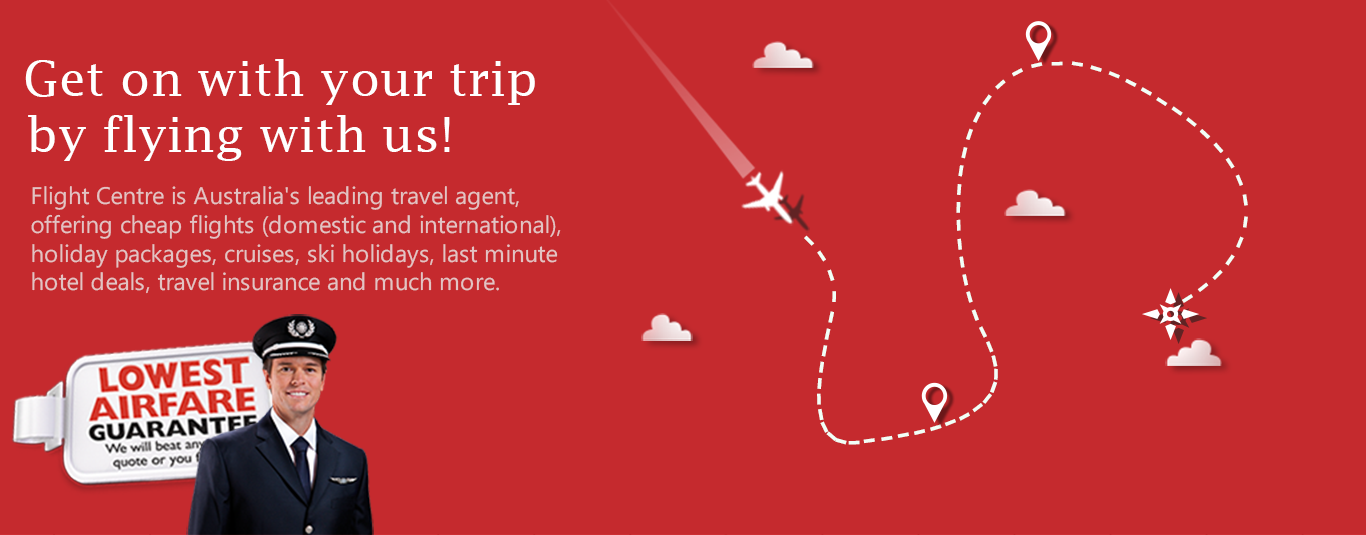 Get on with your trip
by flying with us!
Flight Centre is Australia's leading travel agent,
offering cheap flights (domestic and international),
holiday packages, cruises, ski holidays, last minute
hotel deals, travel insurance and much more.
LOWEST
AIRFARE
GUARANTEE
We will beat any
quote or you